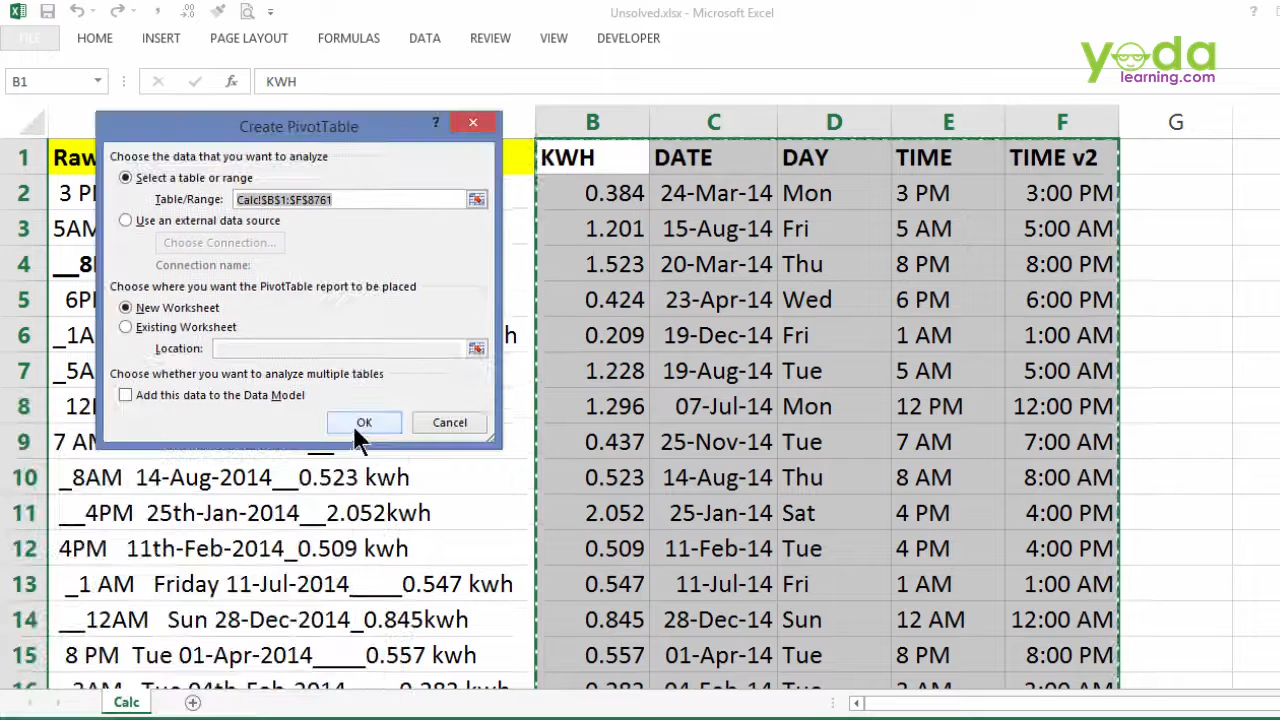 Unsolved.xlsx - Microsoft Excel
?
FILE HOME INSERT PAGE LAYOUT FORMULAS DATA REVIEW VIEW DEVELOPER
yoda
learning.com
B1 fx KWH
Create PivotTable ?
Choose the data that you want to analyze
Select a table or range
Table/Range: Calc!$B$1:$F$8761
Use an external data source
Choose Connection...
Connection name:
Choose where you want the PivotTable report to be placed
New Worksheet
Existing Worksheet
Location:
Choose whether you want to analyze multiple tables
Add this data to the Data Model
OK Cancel
B C D E F G
1 Raw KWH DATE DAY TIME TIME v2
2 3 P 0.384 24-Mar-14 Mon 3 PM 3:00 PM
3 5AM 1.201 15-Aug-14 Fri 5 AM 5:00 AM
4 __8 1.523 20-Mar-14 Thu 8 PM 8:00 PM
5 6P 0.424 23-Apr-14 Wed 6 PM 6:00 PM
6 _1A h 0.209 19-Dec-14 Fri 1 AM 1:00 AM
7 _5A 1.228 19-Aug-14 Tue 5 AM 5:00 AM
8 12 1.296 07-Jul-14 Mon 12 PM 12:00 PM
9 7 A 0.437 25-Nov-14 Tue 7 AM 7:00 AM
10 _8AM 14-Aug-2014__0.523 kwh 0.523 14-Aug-14 Thu 8 AM 8:00 AM
11 __4PM 25th-Jan-2014__2.052kwh 2.052 25-Jan-14 Sat 4 PM 4:00 PM
12 4PM 11th-Feb-2014_0.509 kwh 0.509 11-Feb-14 Tue 4 PM 4:00 PM
13 _1 AM Friday 11-Jul-2014____0.547 kwh 0.547 11-Jul-14 Fri 1 AM 1:00 AM
14 __12AM Sun 28-Dec-2014_0.845kwh 0.845 28-Dec-14 Sun 12 AM 12:00 AM
15 8 PM Tue 01-Apr-2014____0.557 kwh 0.557 01-Apr-14 Tue 8 PM 8:00 PM
Calc